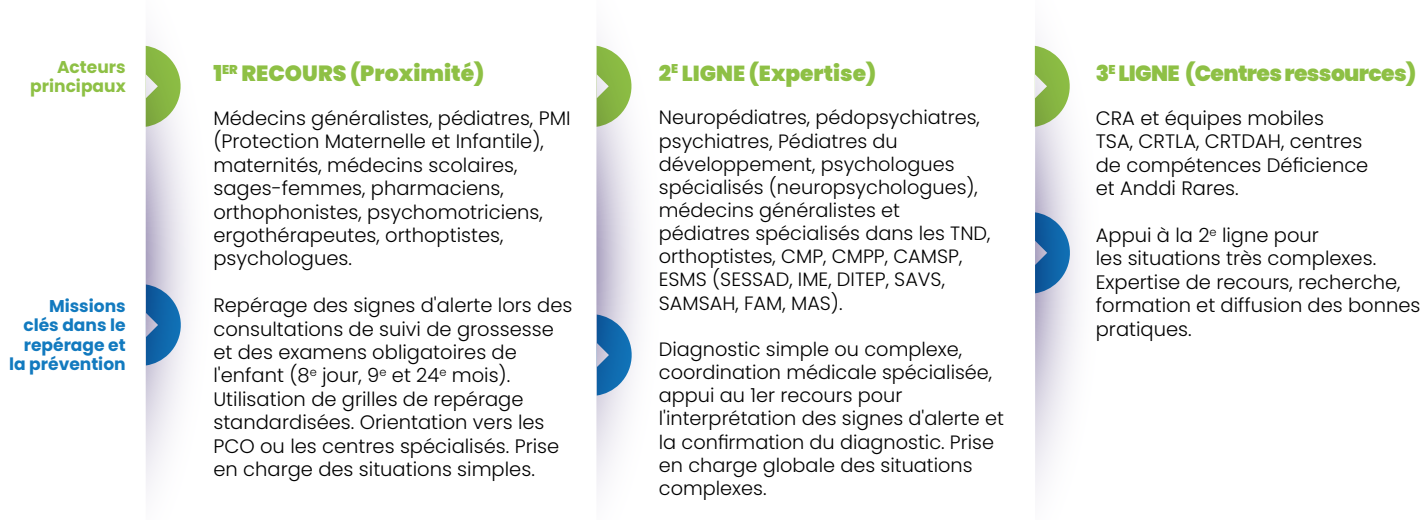 Acteurs
principaux
1ER RECOURS (Proximité)
Médecins généralistes, pédiatres, PMI
(Protection Maternelle et Infantile),
maternités, médecins scolaires,
sages-femmes, pharmaciens,
orthophonistes, psychomotriciens,
ergothérapeutes, orthoptistes,
psychologues.
Missions
clés dans le
repérage et
la prévention
Repérage des signes d'alerte lors des
consultations de suivi de grossesse
et des examens obligatoires de
l'enfant (8e jour, 9e et 24e mois).
Utilisation de grilles de repérage
standardisées. Orientation vers les
PCO ou les centres spécialisés. Prise
en charge des situations simples.
2E LIGNE (Expertise)
Neuropédiatres, pédopsychiatres,
psychiatres, Pédiatres du
développement, psychologues
spécialisés (neuropsychologues),
médecins généralistes et
pédiatres spécialisés dans les TND,
orthoptistes, CMP, CMPP, CAMSP,
ESMS (SESSAD, IME, DITEP, SAVS,
SAMSAH, FAM, MAS).
Diagnostic simple ou complexe,
coordination médicale spécialisée,
appui au 1er recours pour
l'interprétation des signes d'alerte et
la confirmation du diagnostic. Prise
en charge globale des situations
complexes.
3E LIGNE (Centres ressources)
CRA et équipes mobiles
TSA, CRTLA, CRTDAH, centres
de compétences Déficience
et Anddi Rares.
Appui à la 2e ligne pour
les situations très complexes.
Expertise de recours, recherche,
formation et diffusion des bonnes
pratiques.